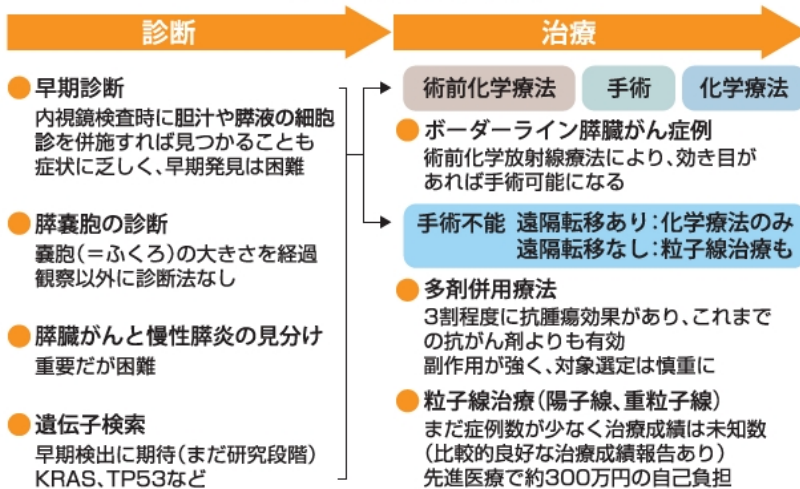 診断
治療
早期診断
内視鏡検査時に胆汁や膵液の細胞
診を併施すれば見つかることも
症状に乏しく、早期発見は困難
膵嚢胞の診断
嚢胞(=ふくろ)の大きさを経過
観察以外に診断法なし
膵臓がんと慢性膵炎の見分け
重要だが困難
遺伝子検索
早期検出に期待(まだ研究段階)
KRAS、TP53など
術前化学療法 手術 化学療法
ボーダーライン膵臓がん症例
術前化学放射線療法により、効き目が
あれば手術可能になる
手術不能 遠隔転移あり:化学療法のみ
遠隔転移なし:粒子線治療も
多剤併用療法
3割程度に抗腫瘍効果があり、これまで
の抗がん剤よりも有効
副作用が強く、対象選定は慎重に
粒子線治療(陽子線、重粒子線)
まだ症例数が少なく治療成績は未知数
(比較的良好な治療成績報告あり)
先進医療で約300万円の自己負担